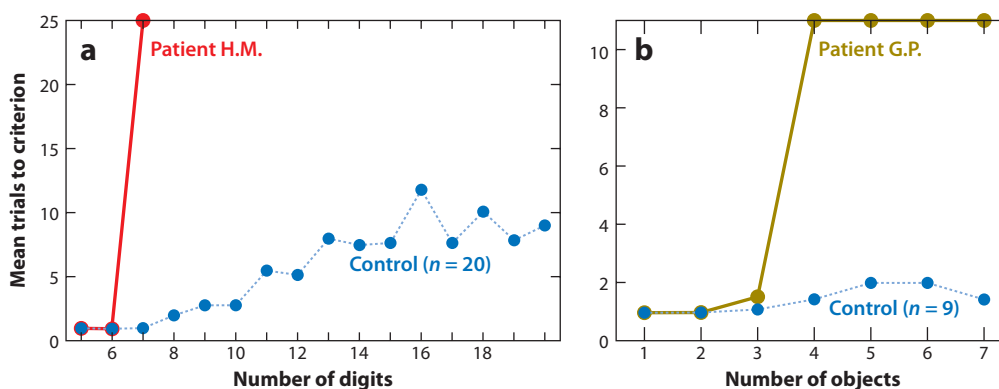 a
Patient H.M.
Control (n = 20)
Mean trials to criterion
25
20
15
10
5
0
6
8
10
12
14
16
18
Number of digits
b
Patient G.P.
Control (n = 9)
10
8
6
4
2
0
1
2
3
4
5
6
7
Number of objects